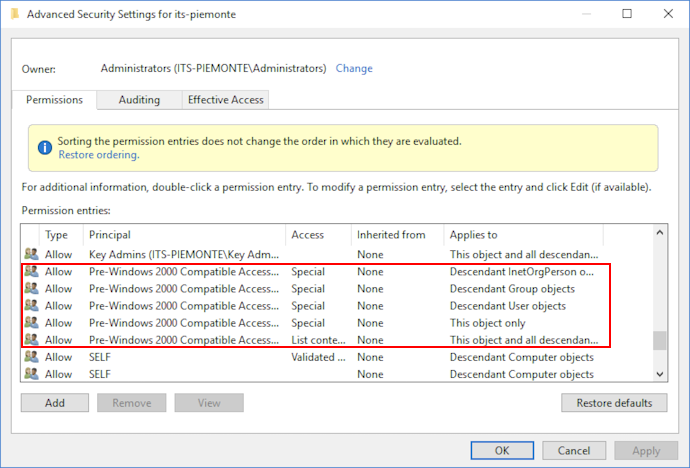 Advanced Security Settings for its-piemonte
Owner: Administrators (ITS-PIEMONTE\Administrators) Change
Permissions Auditing Effective Access
Sorting the permission entries does not change the order in which they are evaluated.
Restore ordering.
For additional information, double-click a permission entry. To modify a permission entry, select the entry and click Edit (if available).
Permission entries:
Type Principal Access Inherited from Applies to
Allow Key Admins (ITS-PIEMONTE\Key Adm... None This object and all descendan...
Allow Pre-Windows 2000 Compatible Access... Special None Descendant InetOrgPerson o...
Allow Pre-Windows 2000 Compatible Access... Special None Descendant Group objects
Allow Pre-Windows 2000 Compatible Access... Special None Descendant User objects
Allow Pre-Windows 2000 Compatible Access... Special None This object only
Allow Pre-Windows 2000 Compatible Access... List conte... None This object and all descendan...
Allow SELF Validated ... None Descendant Computer objects
Allow SELF None Descendant Computer objects
Add Remove View Restore defaults
OK Cancel Apply